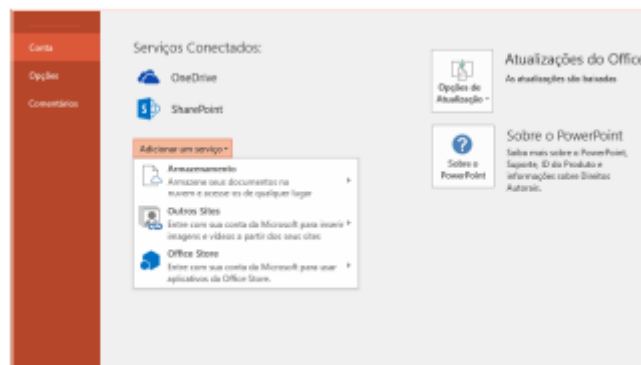 Conta
Opções
Comentários
Serviços Conectados:
OneDrive
SharePoint
Adicionar um serviço
Armazenamento
Armazene seus documentos na
nuvem e acesse-os de qualquer lugar
Outros Sites
Entre com sua conta da Microsoft para inserir
imagens e vídeos a partir dos seus sites
Office Store
Entre com sua conta da Microsoft para usar
aplicativos da Office Store.
Opções de
Atualização
Atualizações do Office
As atualizações são baixadas
Sobre o
PowerPoint
Sobre o PowerPoint
Saiba mais sobre o PowerPoint,
Suporte, ID do Produto e
informações sobre Direitos
Autorais.